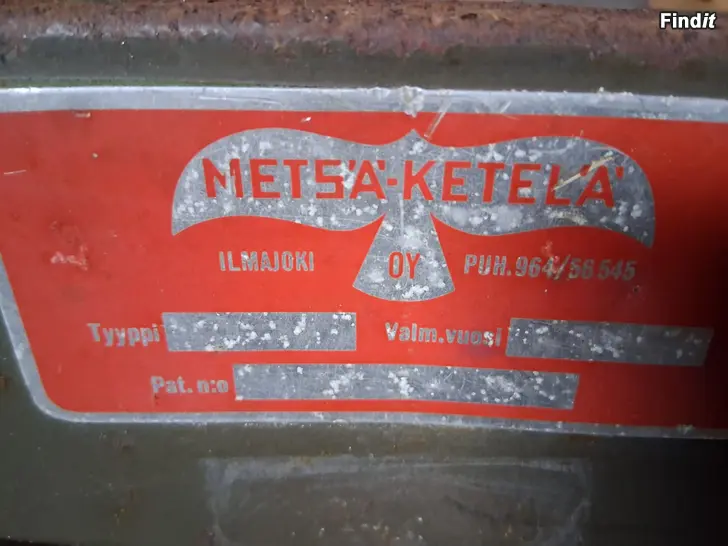 Findit
METSÄ-KETELÄ
ILMAJOKI OY PUH. 964/56 545
Tyyppi Valm.vuosi
Pat. n:o